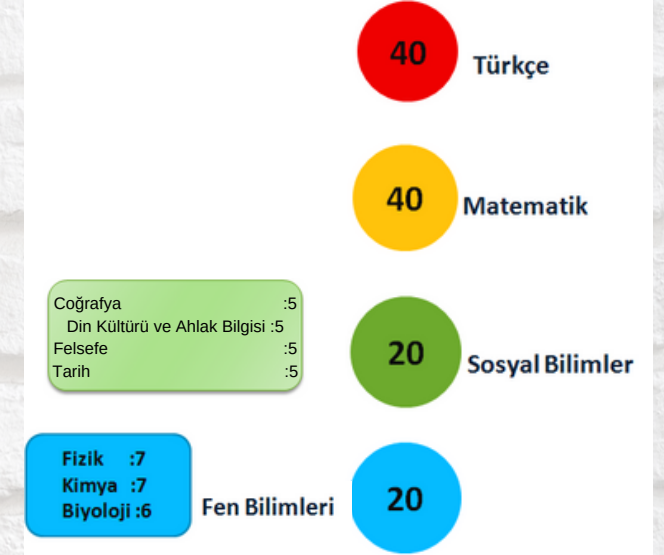 40 Türkçe
40 Matematik
Coğrafya :5
Din Kültürü ve Ahlak Bilgisi :5
Felsefe :5
Tarih :5
20 Sosyal Bilimler
Fizik :7
Kimya :7
Biyoloji :6
Fen Bilimleri 20